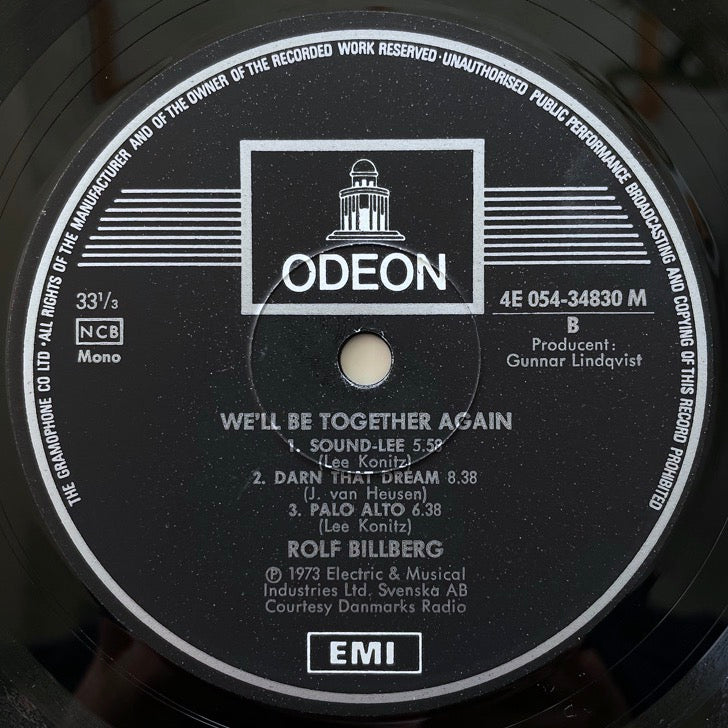 THE GRAMOPHONE CO LTD · ALL RIGHTS OF THE MANUFACTURER AND OF THE OWNER OF THE RECORDED WORK RESERVED · UNAUTHORISED PUBLIC PERFORMANCE BROADCASTING AND COPYING OF THIS RECORD PROHIBITED
ODEON
33 1/3
NCB
Mono
4E 054-34830 M
B
Producent:
Gunnar Lindqvist
WE'LL BE TOGETHER AGAIN
1. SOUND-LEE 5.58
(Lee Konitz)
2. DARN THAT DREAM 8.38
(J. van Heusen)
3. PALO ALTO 6.38
(Lee Konitz)
ROLF BILLBERG
℗ 1973 Electric & Musical
Industries Ltd. Svenska AB
Courtesy Danmarks Radio
EMI